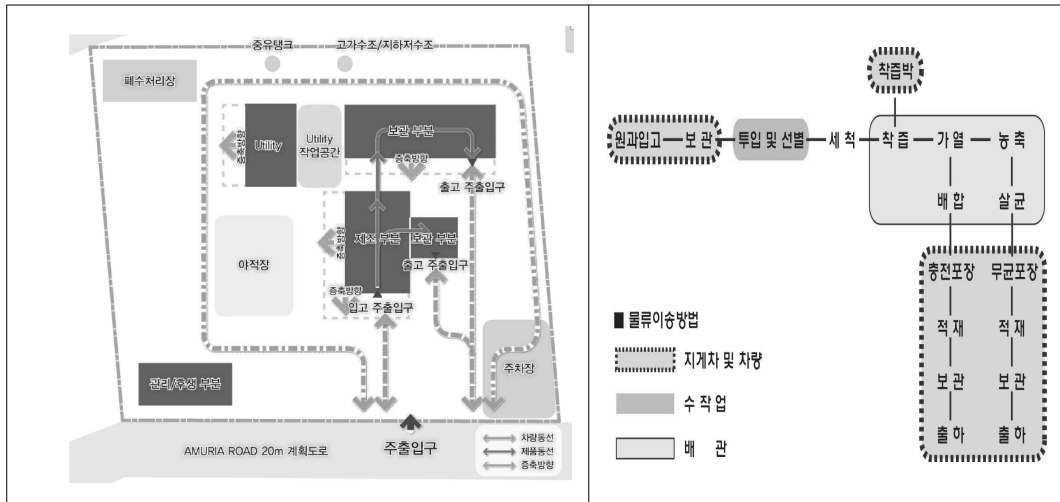 중유탱크
고가수조/지하저수조
폐수처리장
증축방향
Utility
Utility
작업공간
보관 부분
증축방향
출고 주출입구
야적장
증축방향
제조 부분
보관 부분
출고 주출입구
증축방향
입고 주출입구
주차장
관리/후생 부분
AMURIA ROAD 20m 계획도로
주출입구
차량동선
제품동선
증축방향
착즙박
원과입고
보 관
투입 및 선별
세 척
착 즙
가 열
농 축
배 합
살 균
충전포장
무균포장
적 재
적 재
보 관
보 관
출 하
출 하
■ 물류이송방법
지게차 및 차량
수 작 업
배 관